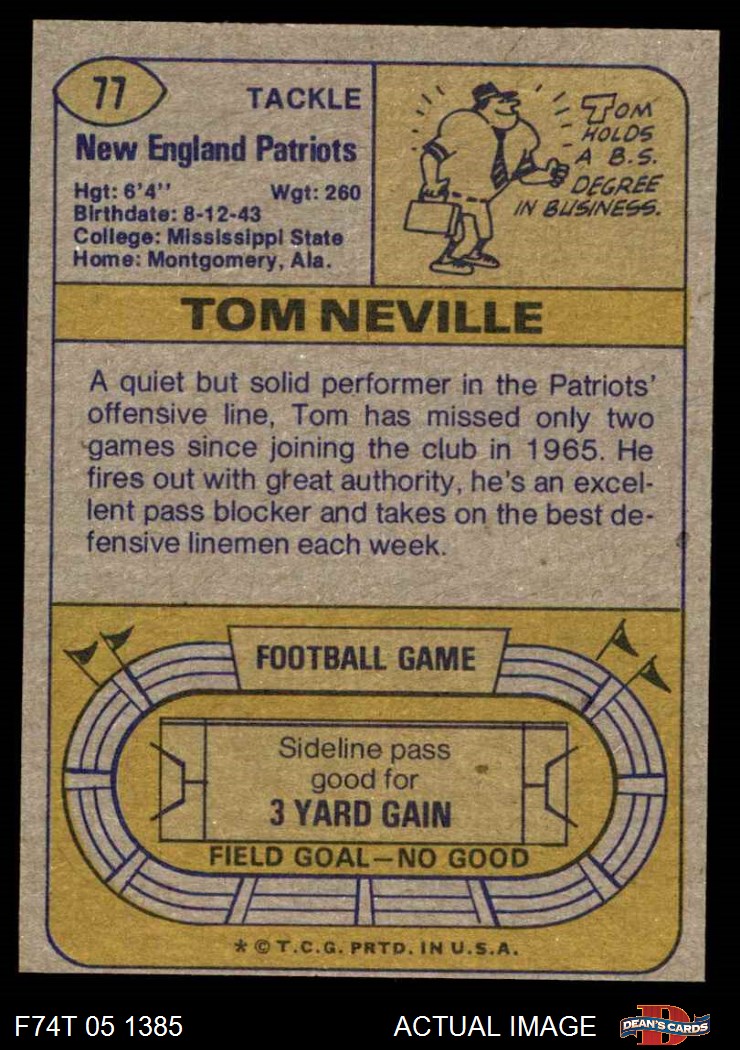 77
TACKLE
New England Patriots
Hgt: 6'4'' Wgt: 260
Birthdate: 8-12-43
College: Mississippi State
Home: Montgomery, Ala.
TOM
HOLDS
A B.S.
DEGREE
IN BUSINESS.
TOM NEVILLE
A quiet but solid performer in the Patriots'
offensive line, Tom has missed only two
games since joining the club in 1965. He
fires out with great authority, he's an excel-
lent pass blocker and takes on the best de-
fensive linemen each week.
FOOTBALL GAME
Sideline pass
good for
3 YARD GAIN
FIELD GOAL—NO GOOD
* © T.C.G. PRTD. IN U.S.A.
F74T 05 1385 ACTUAL IMAGE
D
DEAN'S CARDS